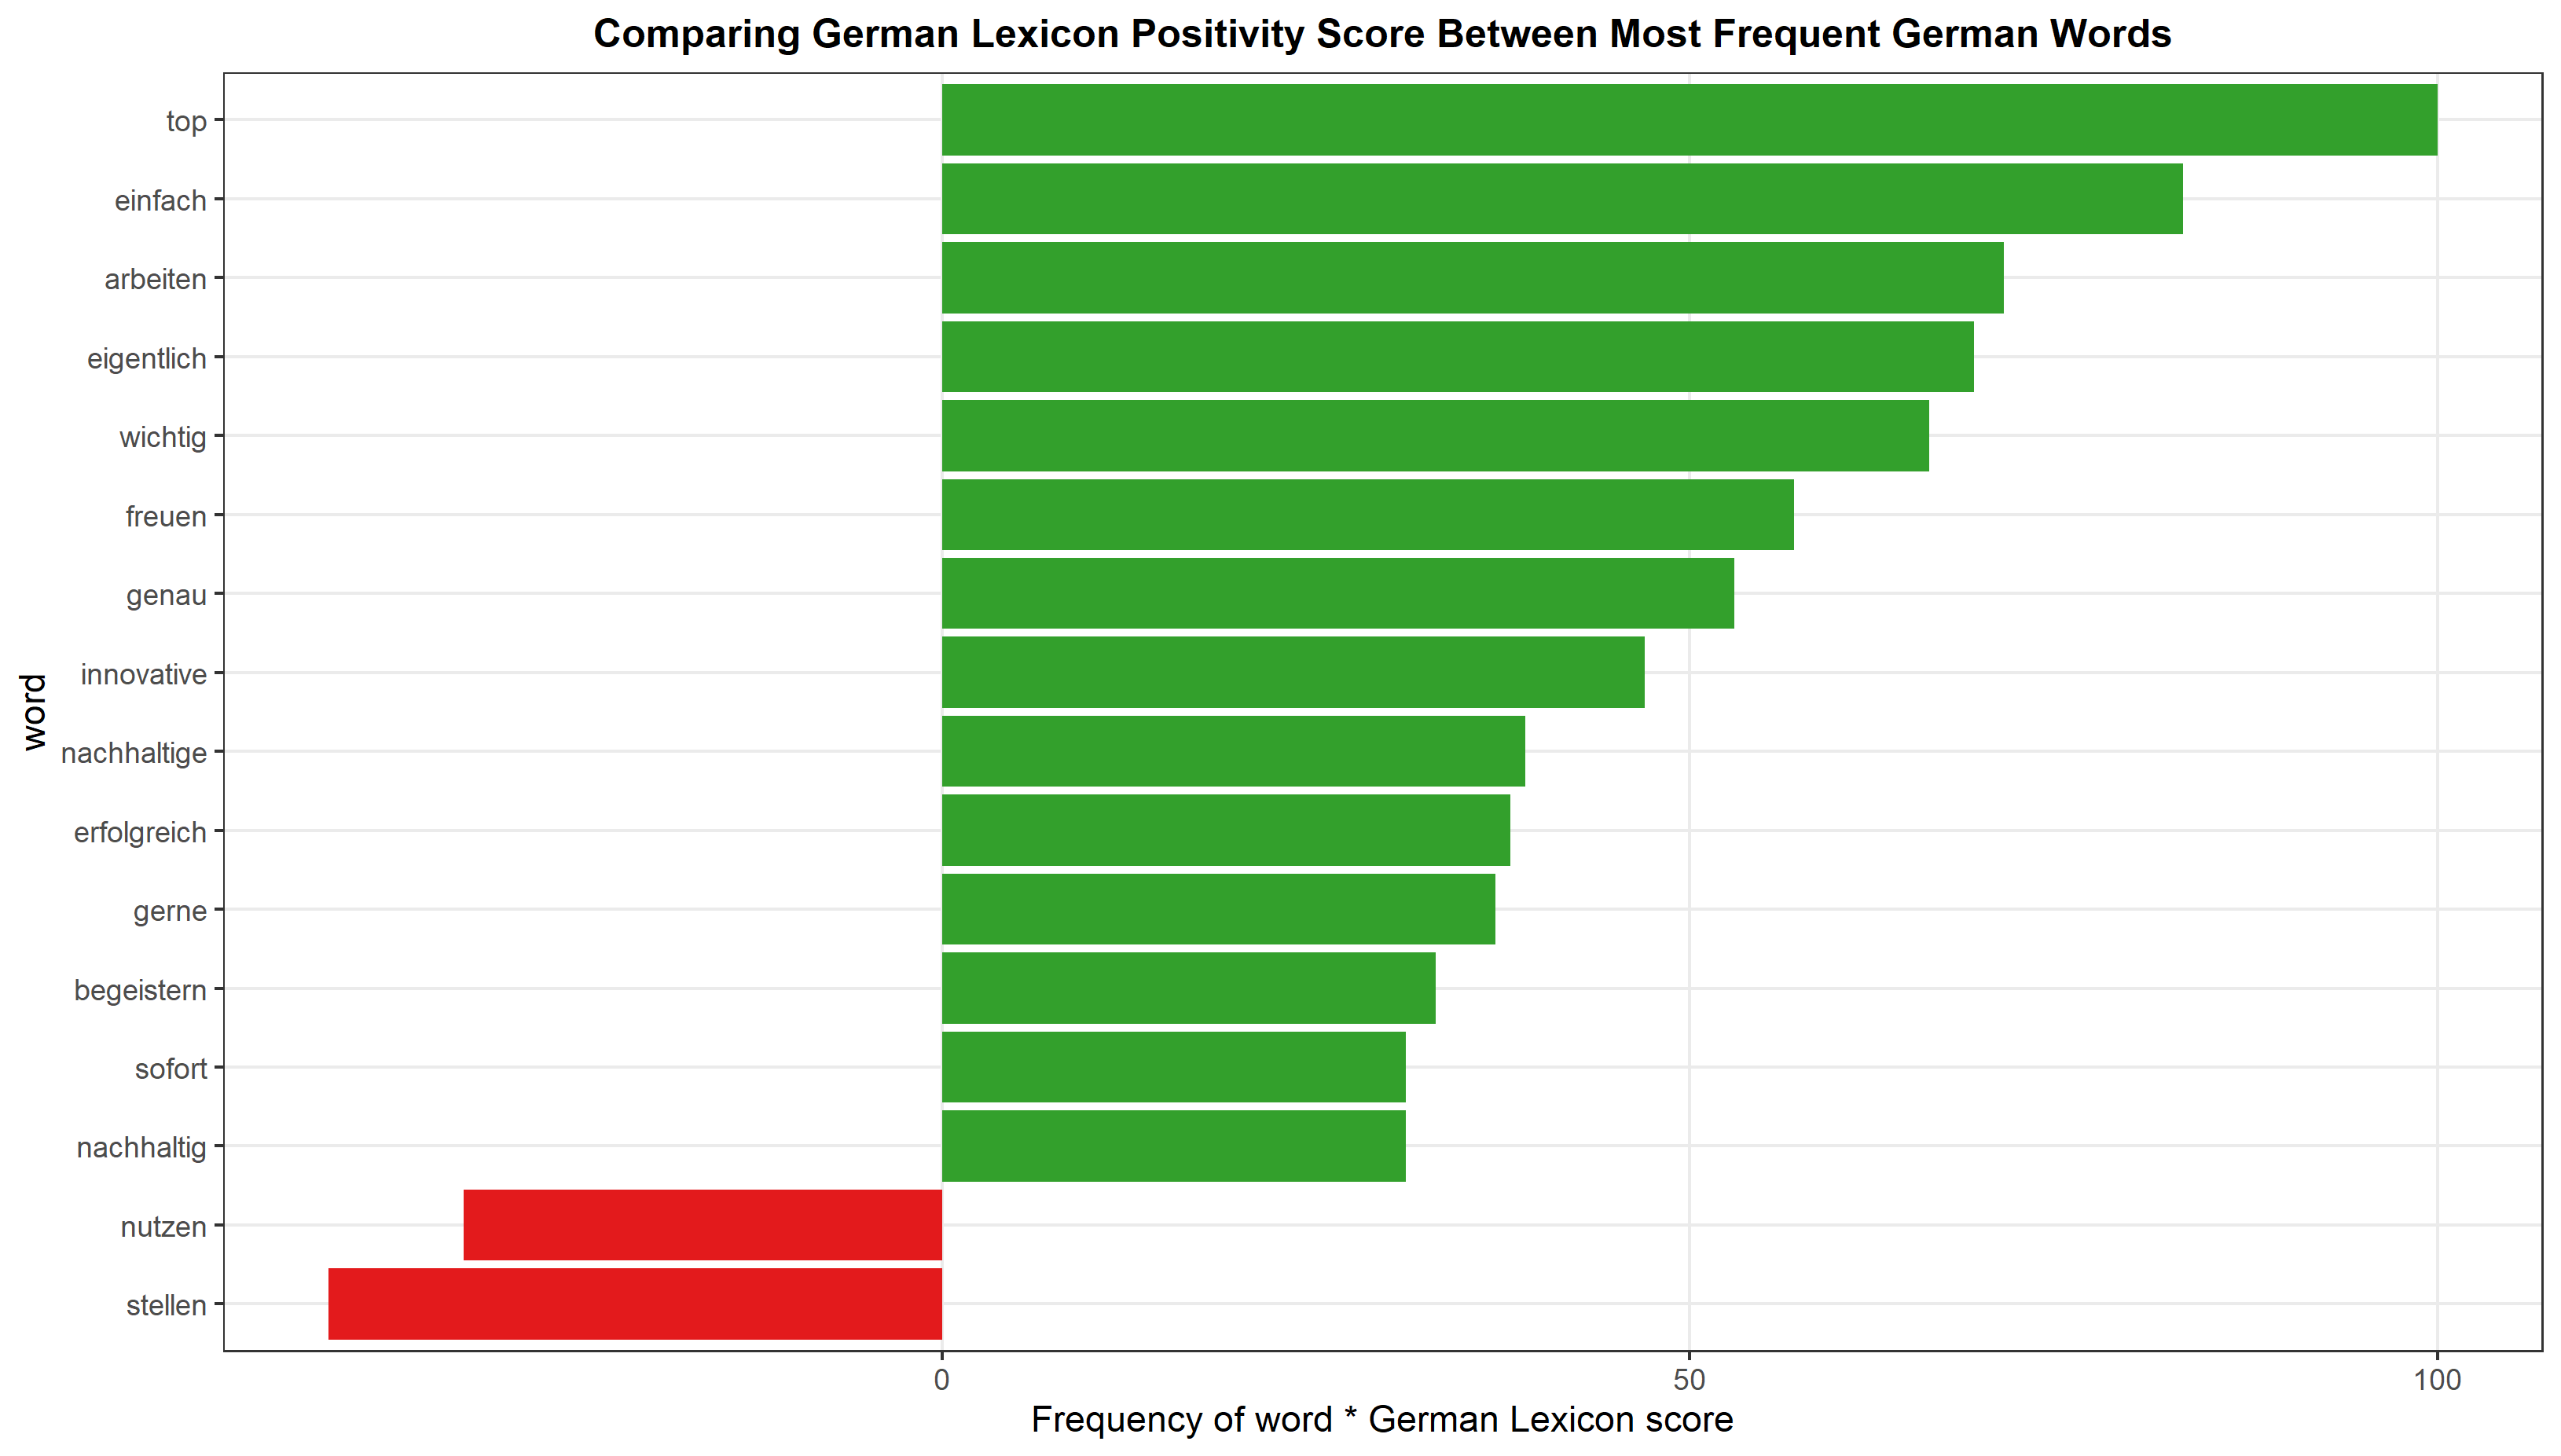 Comparing German Lexicon Positivity Score Between Most Frequent German Words
word
top
einfach
arbeiten
eigentlich
wichtig
freuen
genau
innovative
nachhaltige
erfolgreich
gerne
begeistern
sofort
nachhaltig
nutzen
stellen
0 50 100
Frequency of word * German Lexicon score